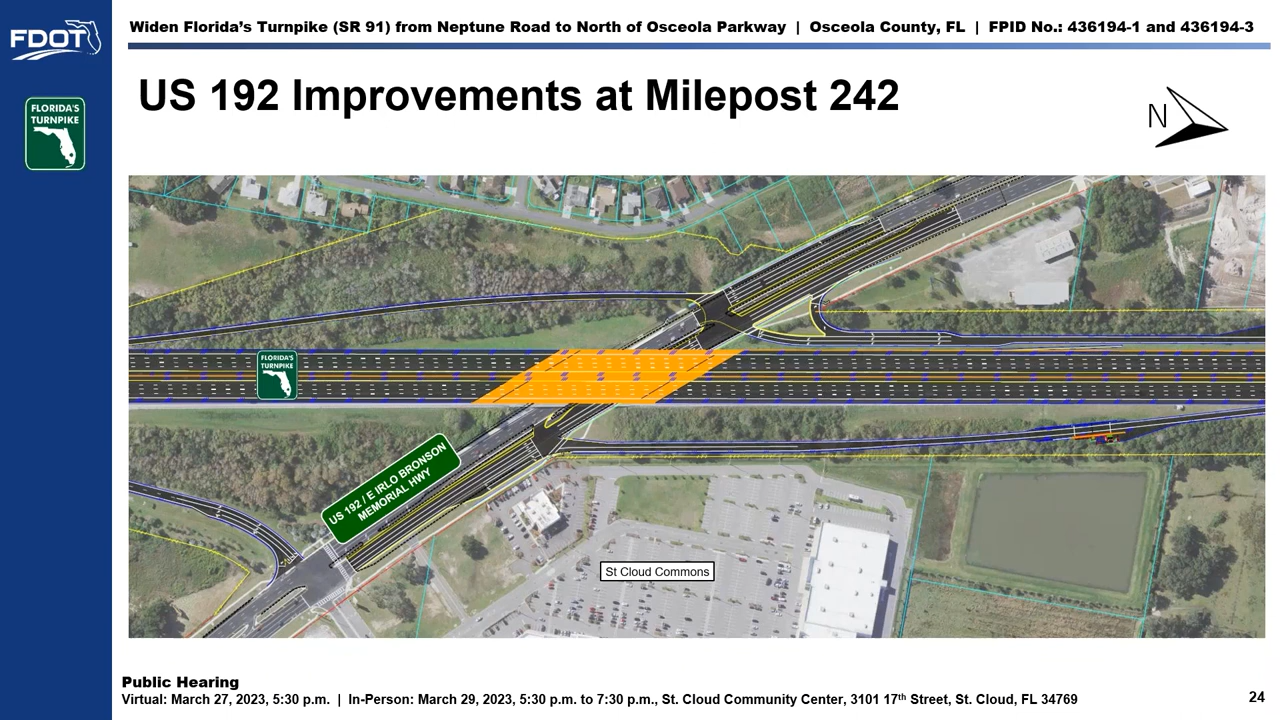 FDOT
Widen Florida's Turnpike (SR 91) from Neptune Road to North of Osceola Parkway | Osceola County, FL | FPID No.: 436194-1 and 436194-3
FLORIDA'S
TURNPIKE
US 192 Improvements at Milepost 242
N
FLORIDA'S
TURNPIKE
US 192 / E IRLO BRONSON
MEMORIAL HWY
St Cloud Commons
Public Hearing
Virtual: March 27, 2023, 5:30 p.m. | In-Person: March 29, 2023, 5:30 p.m. to 7:30 p.m., St. Cloud Community Center, 3101 17th Street, St. Cloud, FL 34769
24